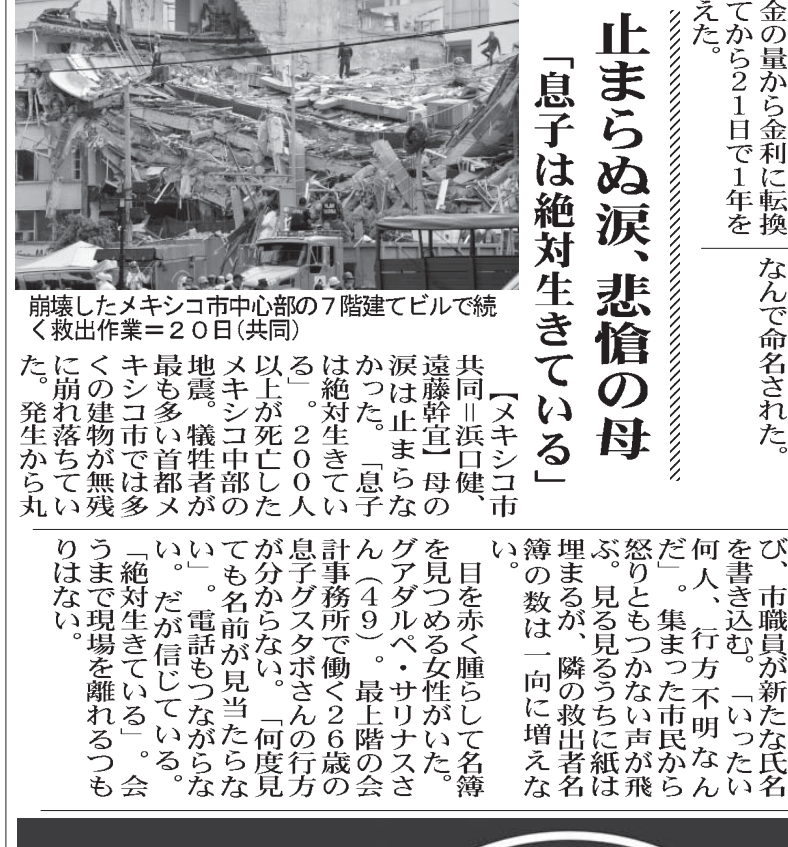 金の量から金利に転換
てから21日で1年を
えた。
なんで命名された。
止まらぬ涙、悲愴の母
「息子は絶対生きている」
崩壊したメキシコ市中心部の7階建てビルで続
く救出作業＝20日(共同)
【メキシコ市
共同＝浜口健、
遠藤幹宜】母の
涙は止まらな
かった。「息子
は絶対生きてい
る」。200人
以上が死亡した
メキシコ中部の
地震。犠牲者が
最も多い首都メ
キシコ市では多
くの建物が無残
に崩れ落ちてい
た。発生から丸
び、市職員が新たな氏名
を書き込む。「いったい
何人、行方不明なん
だ」。集まった市民から
怒りともつかない声が飛
ぶ。見る見るうちに紙は
埋まるが、隣の救出者名
簿の数は一向に増えな
い。
目を赤く腫らして名簿
を見つめる女性がいた。
グアダルペ・サリナスさ
ん（49）。最上階の会
計事務所で働く26歳の
息子グスタボさんの行方
が分からない。「何度見
ても名前が見当たらな
い」。電話もつながらな
い。だが信じている。
「絶対生きている」。会
うまで現場を離れるつも
りはない。